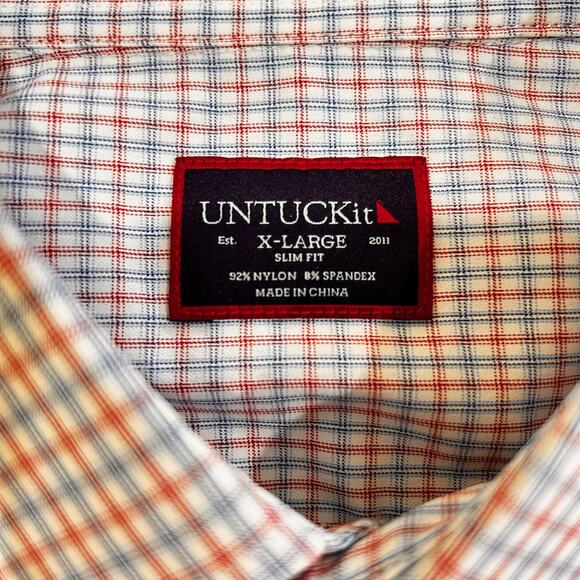 UNTUCKit
Est. X-LARGE 2011
SLIM FIT
92% NYLON 8% SPANDEX
MADE IN CHINA